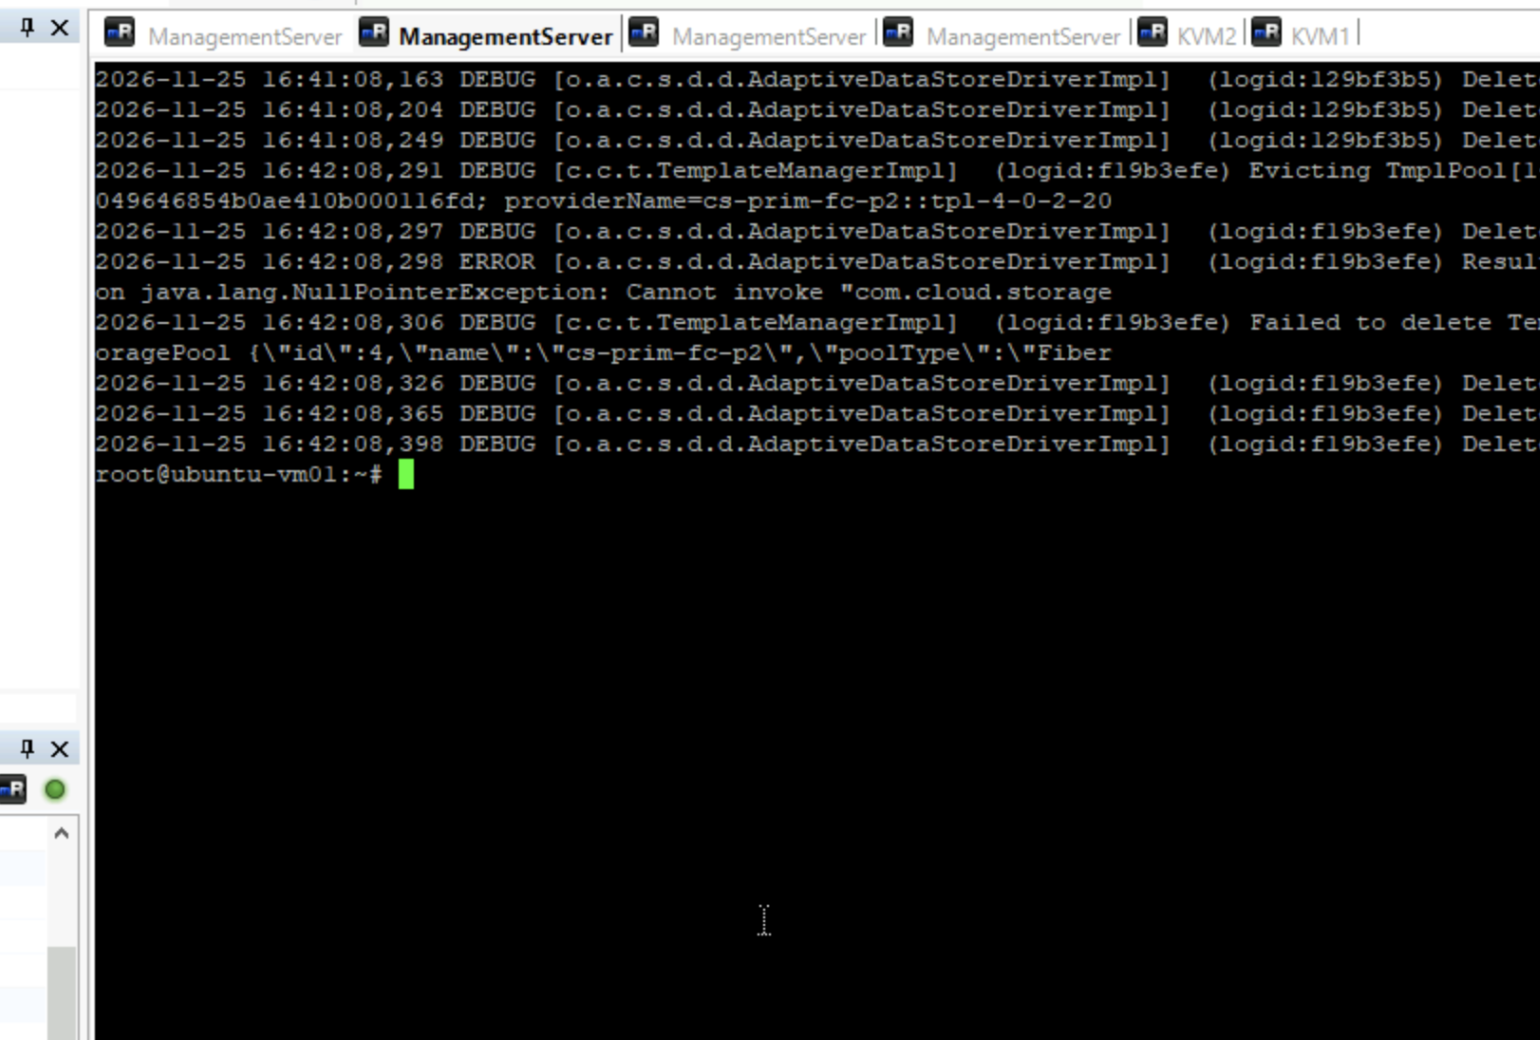 ManagementServer ManagementServer ManagementServer ManagementServer KVM2 KVM1
2026-11-25 16:41:08,163 DEBUG [o.a.c.s.d.d.AdaptiveDataStoreDriverImpl] (logid:129bf3b5) Delet
2026-11-25 16:41:08,204 DEBUG [o.a.c.s.d.d.AdaptiveDataStoreDriverImpl] (logid:129bf3b5) Delet
2026-11-25 16:41:08,249 DEBUG [o.a.c.s.d.d.AdaptiveDataStoreDriverImpl] (logid:129bf3b5) Delet
2026-11-25 16:42:08,291 DEBUG [c.c.t.TemplateManagerImpl] (logid:f19b3efe) Evicting TmplPool[l
049646854b0ae410b000116fd; providerName=cs-prim-fc-p2::tpl-4-0-2-20
2026-11-25 16:42:08,297 DEBUG [o.a.c.s.d.d.AdaptiveDataStoreDriverImpl] (logid:f19b3efe) Delet
2026-11-25 16:42:08,298 ERROR [o.a.c.s.d.d.AdaptiveDataStoreDriverImpl] (logid:f19b3efe) Resul
on java.lang.NullPointerException: Cannot invoke "com.cloud.storage
2026-11-25 16:42:08,306 DEBUG [c.c.t.TemplateManagerImpl] (logid:f19b3efe) Failed to delete Te
oragePool {\"id\":4,\"name\":\"cs-prim-fc-p2\",\"poolType\":\"Fiber
2026-11-25 16:42:08,326 DEBUG [o.a.c.s.d.d.AdaptiveDataStoreDriverImpl] (logid:f19b3efe) Delet
2026-11-25 16:42:08,365 DEBUG [o.a.c.s.d.d.AdaptiveDataStoreDriverImpl] (logid:f19b3efe) Delet
2026-11-25 16:42:08,398 DEBUG [o.a.c.s.d.d.AdaptiveDataStoreDriverImpl] (logid:f19b3efe) Delet
root@ubuntu-vm01:~#